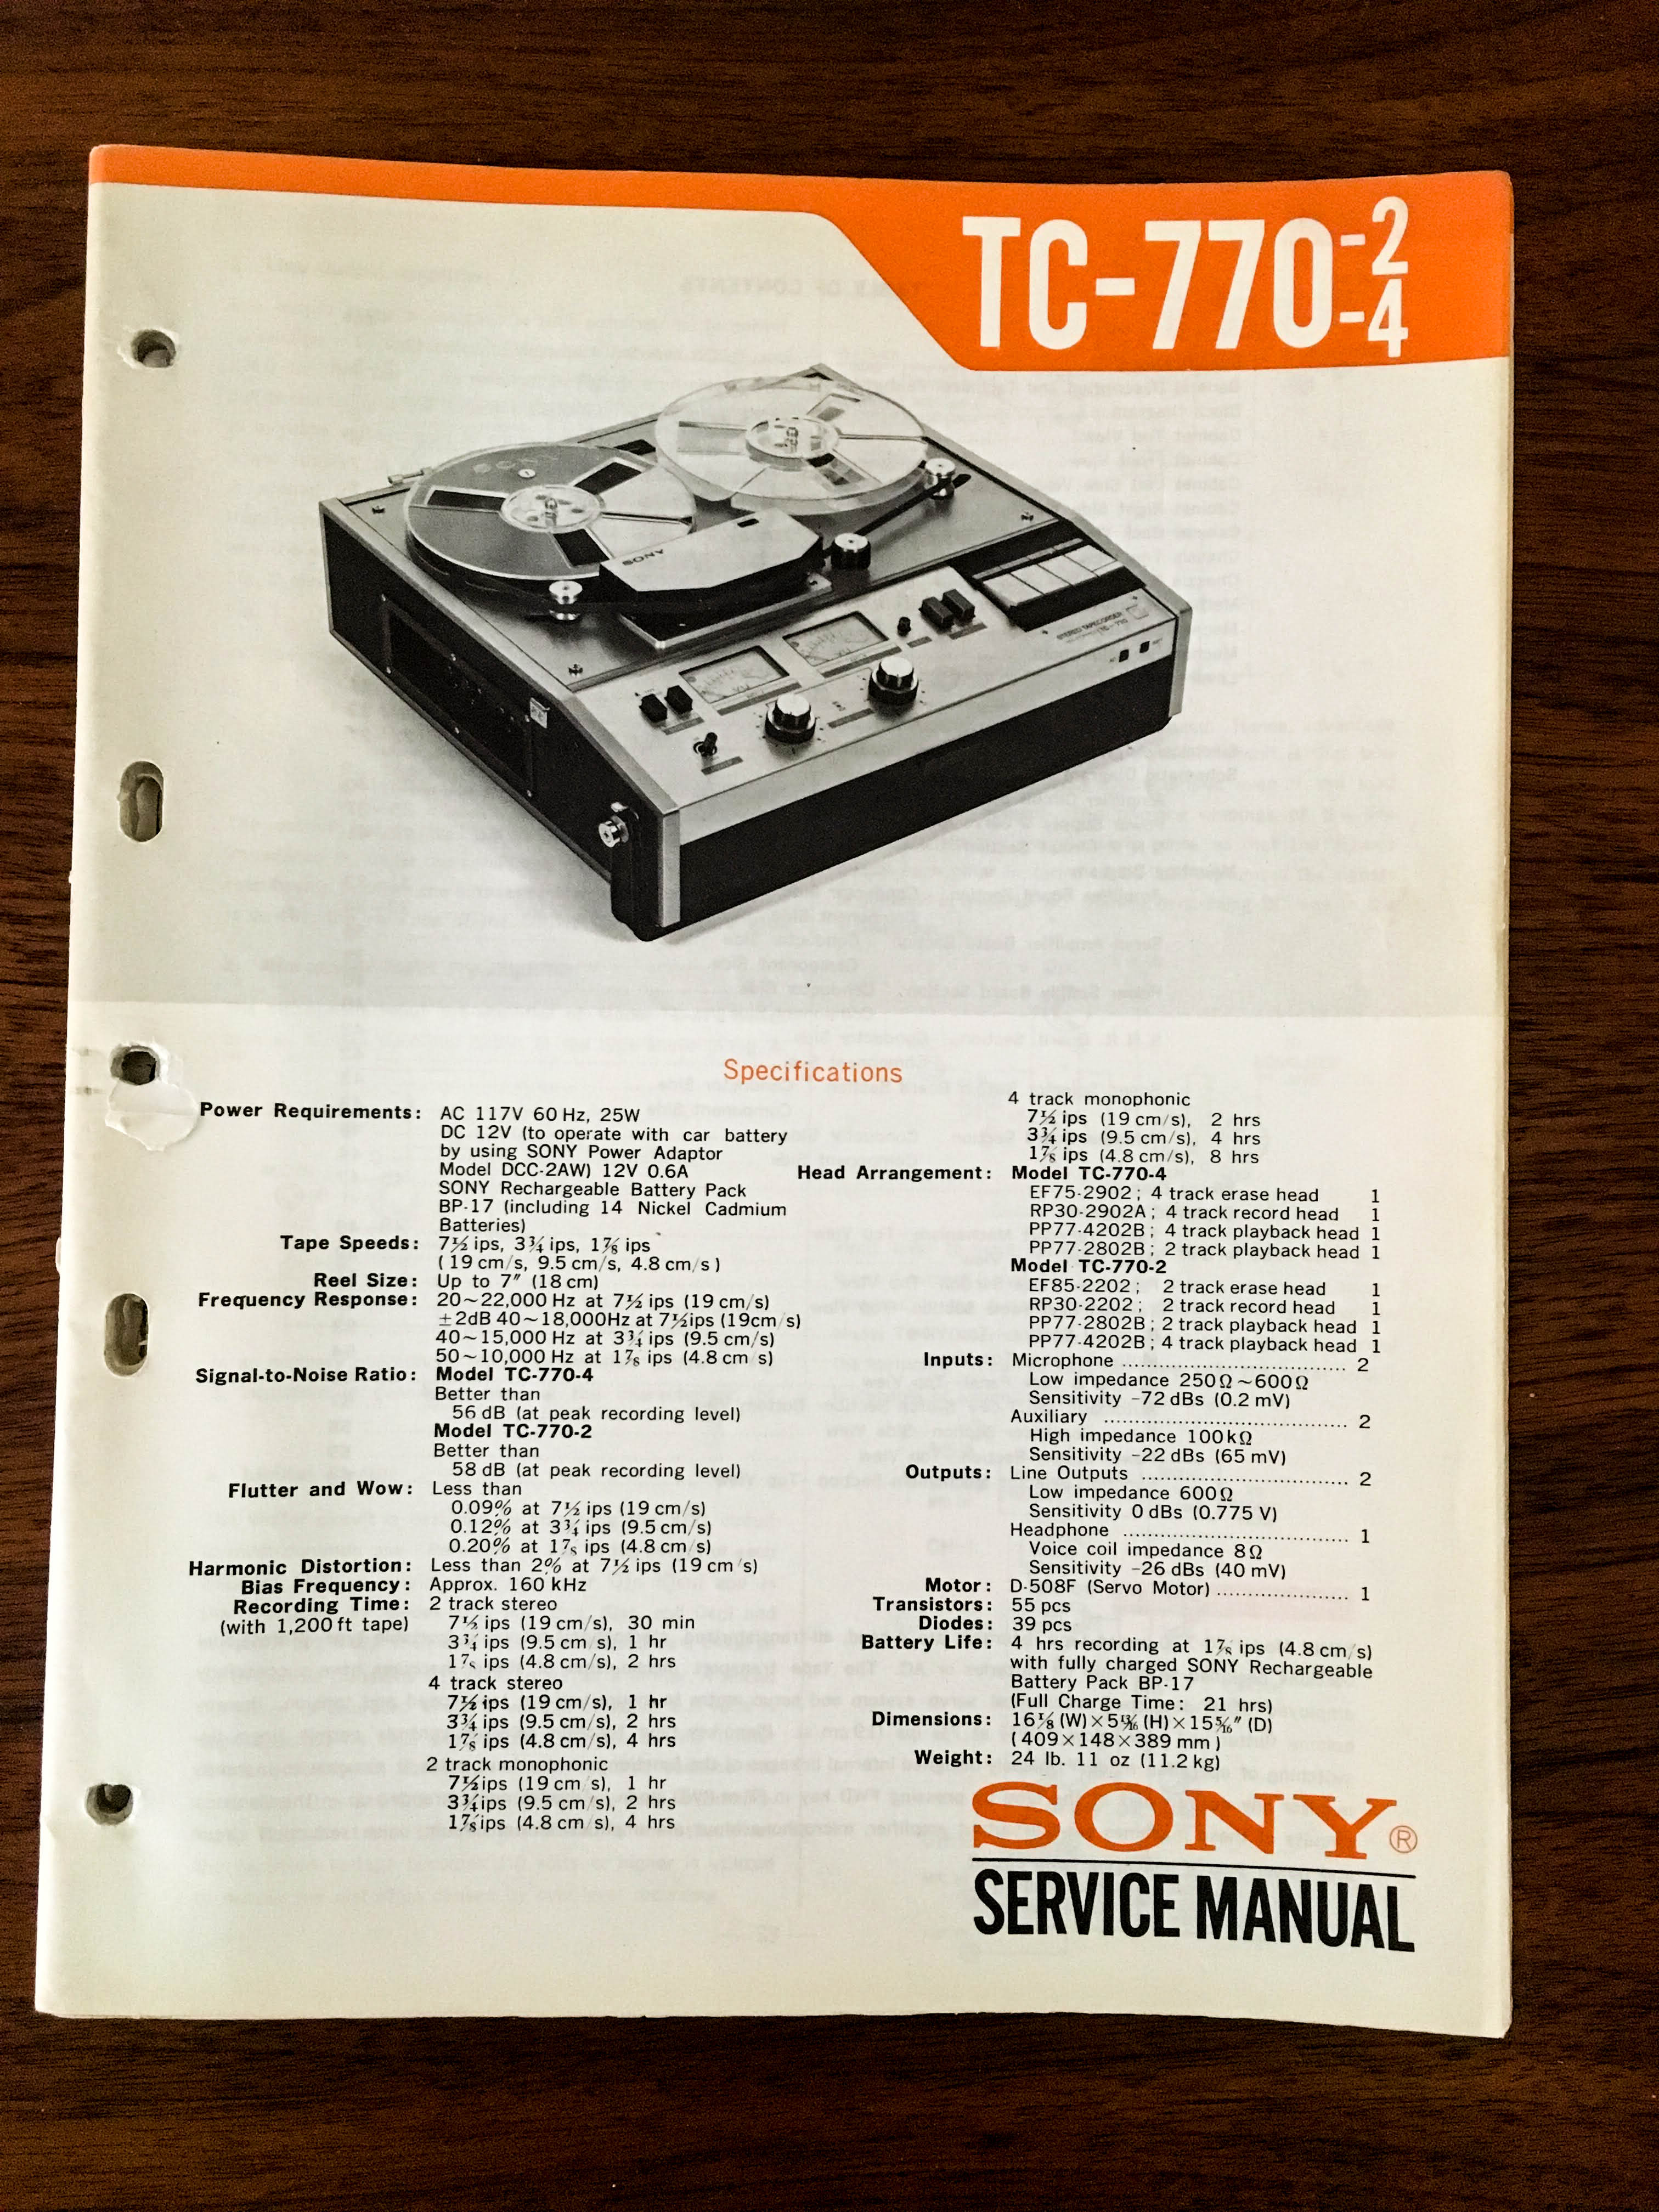 TC-770-2
-4
SONY
STEREO TAPECORDER
TC-770
Specifications
Power Requirements: AC 117V 60 Hz, 25W
DC 12V (to operate with car battery
by using SONY Power Adaptor
Model DCC-2AW) 12V 0.6A
SONY Rechargeable Battery Pack
BP-17 (including 14 Nickel Cadmium
Batteries)
Tape Speeds: 7½ ips, 3¾ ips, 1⅞ ips
(19 cm/s, 9.5 cm/s, 4.8 cm/s)
Reel Size: Up to 7″ (18 cm)
Frequency Response: 20~22,000 Hz at 7½ ips (19 cm/s)
±2dB 40~18,000Hz at 7½ips (19cm/s)
40~15,000 Hz at 3¾ ips (9.5 cm/s)
50~10,000 Hz at 1⅞ ips (4.8 cm s)
Signal-to-Noise Ratio: Model TC-770-4
Better than
56 dB (at peak recording level)
Model TC-770-2
Better than
58 dB (at peak recording level)
Flutter and Wow: Less than
0.09% at 7½ ips (19 cm/s)
0.12% at 3¾ ips (9.5 cm/s)
0.20% at 1⅞ ips (4.8 cm/s)
Harmonic Distortion: Less than 2% at 7½ ips (19 cm/s)
Bias Frequency: Approx. 160 kHz
Recording Time: 2 track stereo
(with 1,200 ft tape) 7½ ips (19 cm/s), 30 min
3¾ ips (9.5 cm/s), 1 hr
1⅞ ips (4.8 cm/s), 2 hrs
4 track stereo
7½ ips (19 cm/s), 1 hr
3¾ ips (9.5 cm/s), 2 hrs
1⅞ ips (4.8 cm/s), 4 hrs
2 track monophonic
7½ips (19 cm/s), 1 hr
3¾ips (9.5 cm/s), 2 hrs
1⅞ips (4.8 cm/s), 4 hrs
4 track monophonic
7½ ips (19 cm/s), 2 hrs
3¾ ips (9.5 cm/s), 4 hrs
1⅞ ips (4.8 cm/s), 8 hrs
Head Arrangement: Model TC-770-4
EF75-2902; 4 track erase head 1
RP30-2902A; 4 track record head 1
PP77-4202B; 4 track playback head 1
PP77-2802B; 2 track playback head 1
Model TC-770-2
EF85-2202; 2 track erase head 1
RP30-2202; 2 track record head 1
PP77-2802B; 2 track playback head 1
PP77-4202B; 4 track playback head 1
Inputs: Microphone .................................. 2
Low impedance 250Ω~600Ω
Sensitivity -72 dBs (0.2 mV)
Auxiliary ..................................... 2
High impedance 100kΩ
Sensitivity -22 dBs (65 mV)
Outputs: Line Outputs ............................... 2
Low impedance 600Ω
Sensitivity 0 dBs (0.775 V)
Headphone .................................. 1
Voice coil impedance 8Ω
Sensitivity -26 dBs (40 mV)
Motor: D-508F (Servo Motor) .................... 1
Transistors: 55 pcs
Diodes: 39 pcs
Battery Life: 4 hrs recording at 1⅞ ips (4.8 cm/s)
with fully charged SONY Rechargeable
Battery Pack BP-17
(Full Charge Time: 21 hrs)
Dimensions: 16⅛ (W)×5¹³⁄₁₆ (H)×15⁵⁄₁₆″ (D)
(409×148×389 mm)
Weight: 24 lb. 11 oz (11.2 kg)
SONY®
SERVICE MANUAL